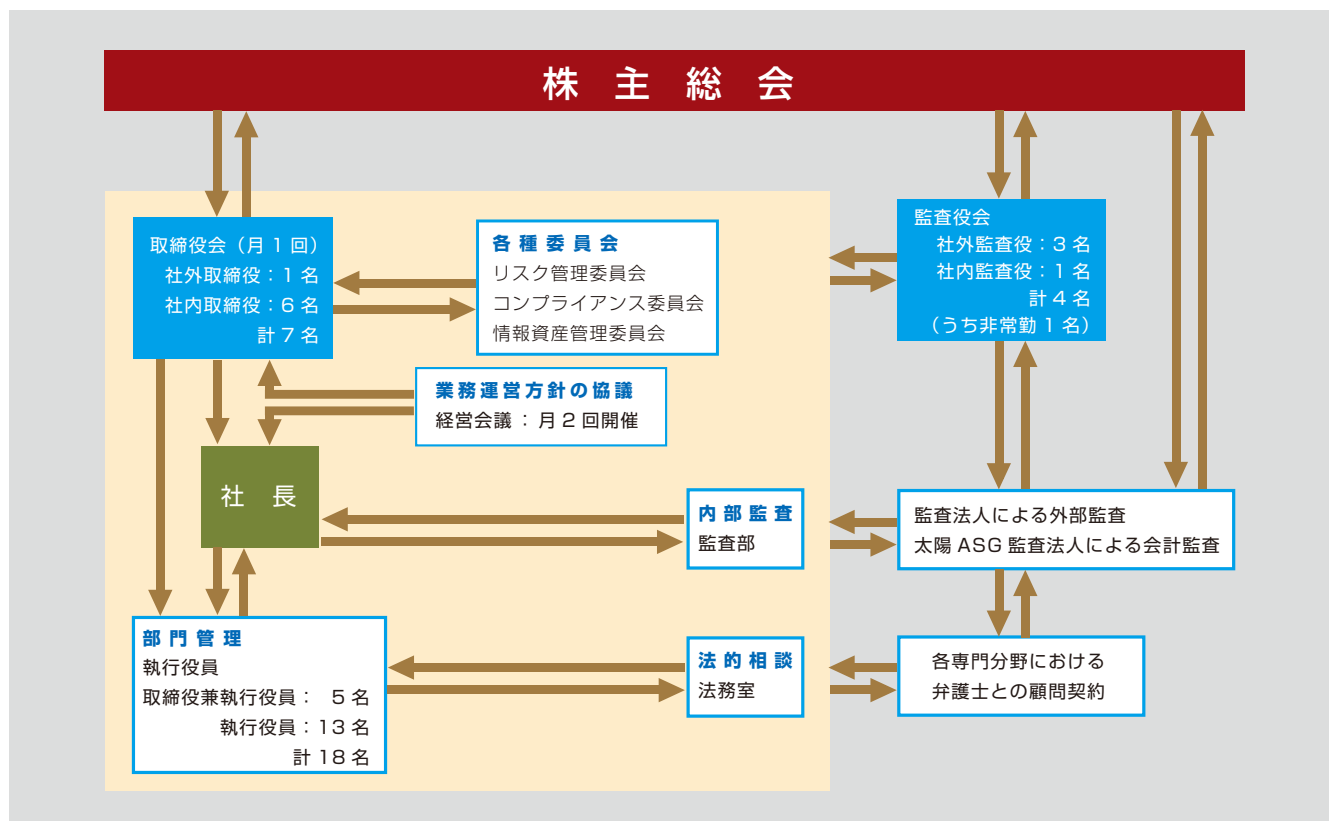 株主総会
取締役会（月1回）
社外取締役：1名
社内取締役：6名
計7名
各種委員会
リスク管理委員会
コンプライアンス委員会
情報資産管理委員会
監査役会
社外監査役：3名
社内監査役：1名
計4名
（うち非常勤1名）
業務運営方針の協議
経営会議：月2回開催
社長
内部監査
監査部
監査法人による外部監査
太陽ASG監査法人による会計監査
部門管理
執行役員
取締役兼執行役員：5名
執行役員：13名
計18名
法的相談
法務室
各専門分野における
弁護士との顧問契約